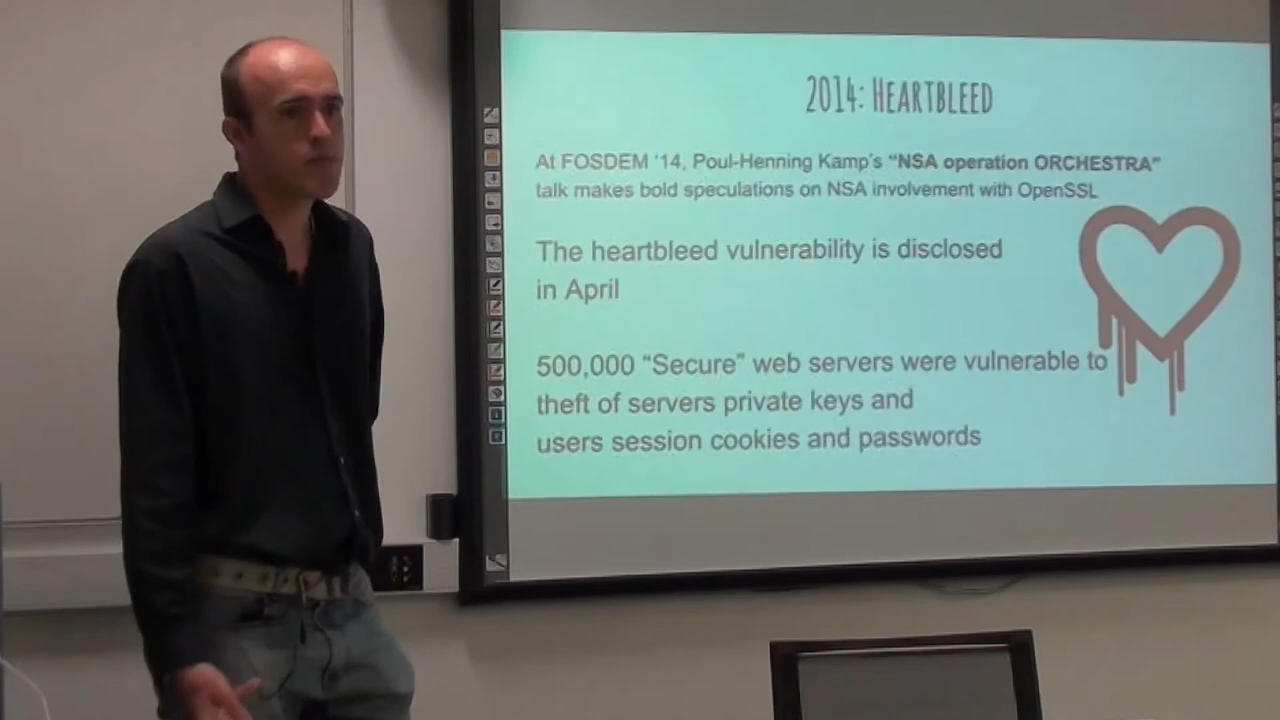 2014: HEARTBLEED
At FOSDEM '14, Poul-Henning Kamp's "NSA operation ORCHESTRA"
talk makes bold speculations on NSA involvement with OpenSSL
The heartbleed vulnerability is disclosed
in April
500,000 "Secure" web servers were vulnerable to
theft of servers private keys and
users session cookies and passwords